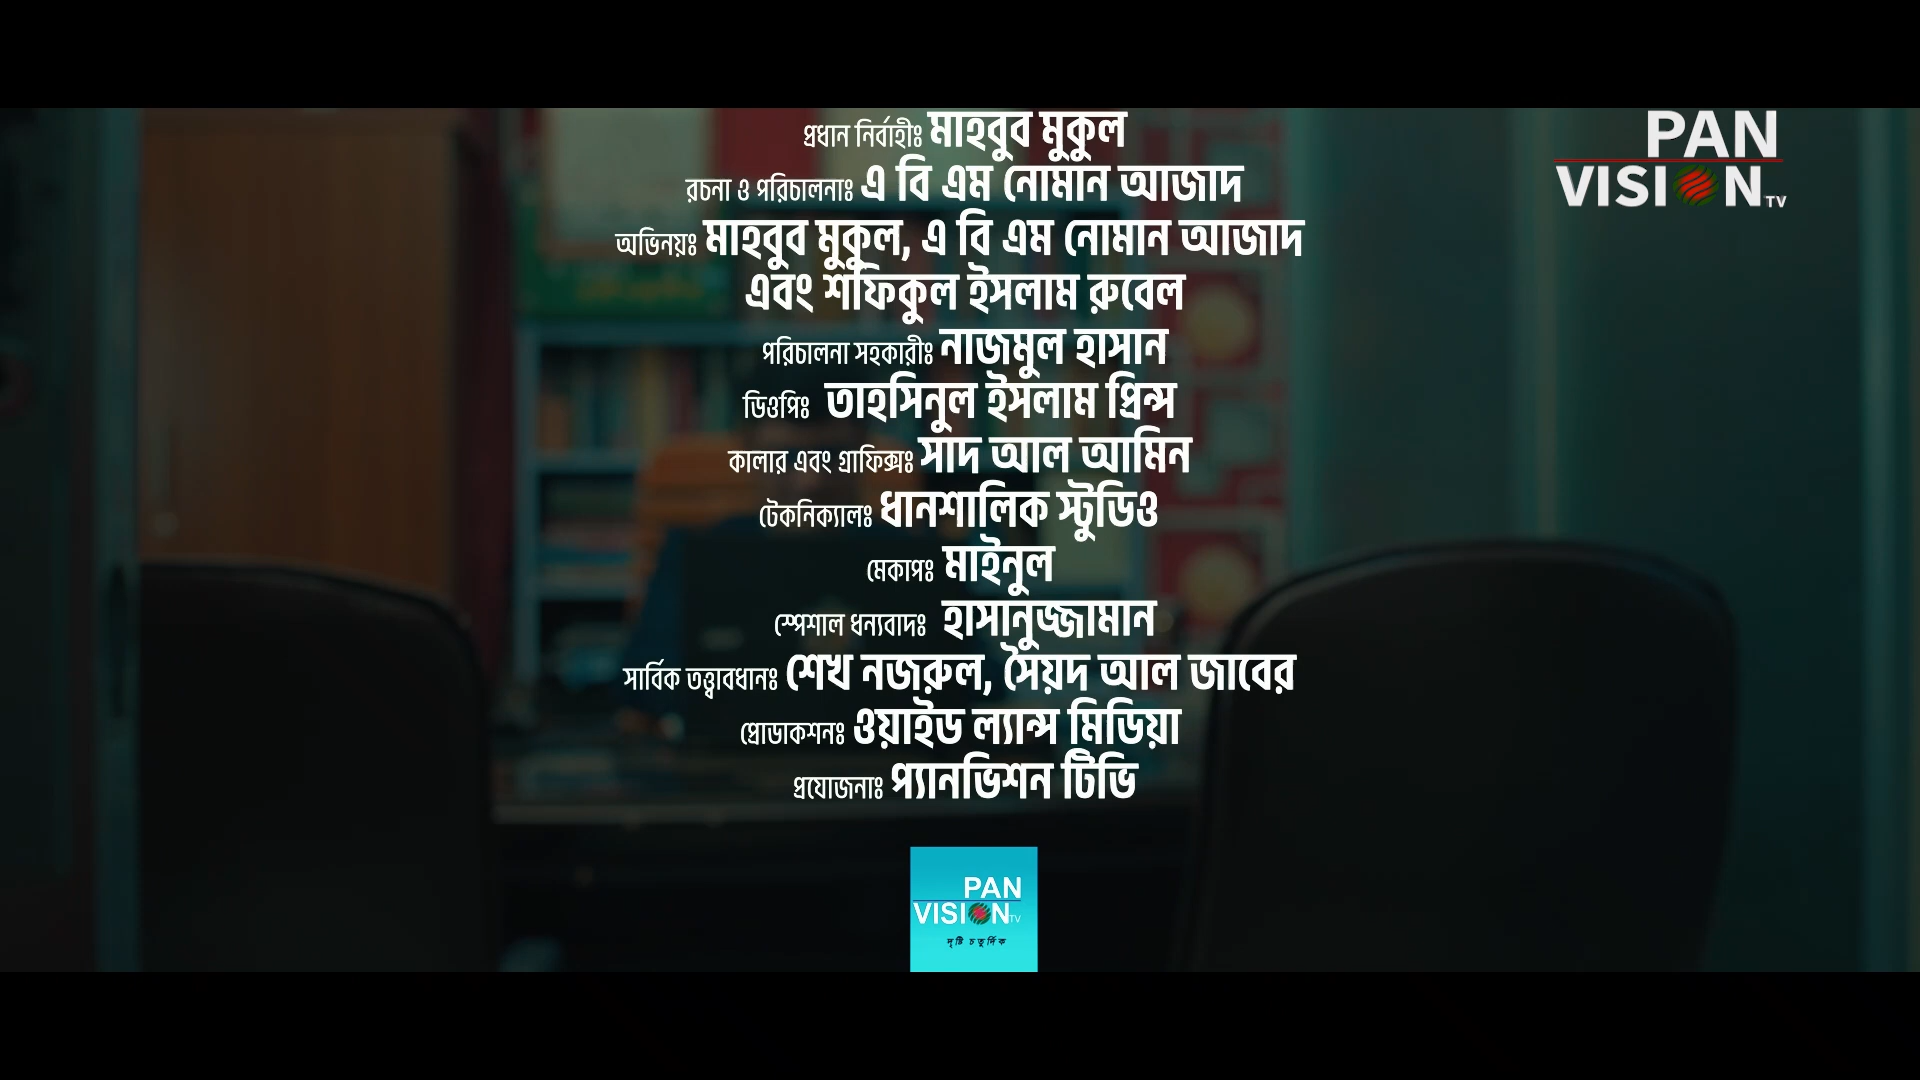 প্রধান নির্বাহীঃ মাহবুব মুকুল
PAN
VISION TV
রচনা ও পরিচালনাঃ এ বি এম নোমান আজাদ
অভিনয়ঃ মাহবুব মুকুল, এ বি এম নোমান আজাদ
এবং শফিকুল ইসলাম রুবেল
পরিচালনা সহকারীঃ নাজমুল হাসান
ডিওপিঃ তাহসিনুল ইসলাম প্রিন্স
কালার এবং গ্রাফিক্সঃ সাদ আল আমিন
টেকনিক্যালঃ ধানশালিক স্টুডিও
মেকাপঃ মাইনুল
স্পেশাল ধন্যবাদঃ হাসানুজ্জামান
সার্বিক তত্ত্বাবধানঃ শেখ নজরুল, সৈয়দ আল জাবের
প্রোডাকশনঃ ওয়াইড ল্যান্স মিডিয়া
প্রযোজনাঃ প্যানভিশন টিভি
PAN
VISION TV
দৃষ্টি চতুর্দিক